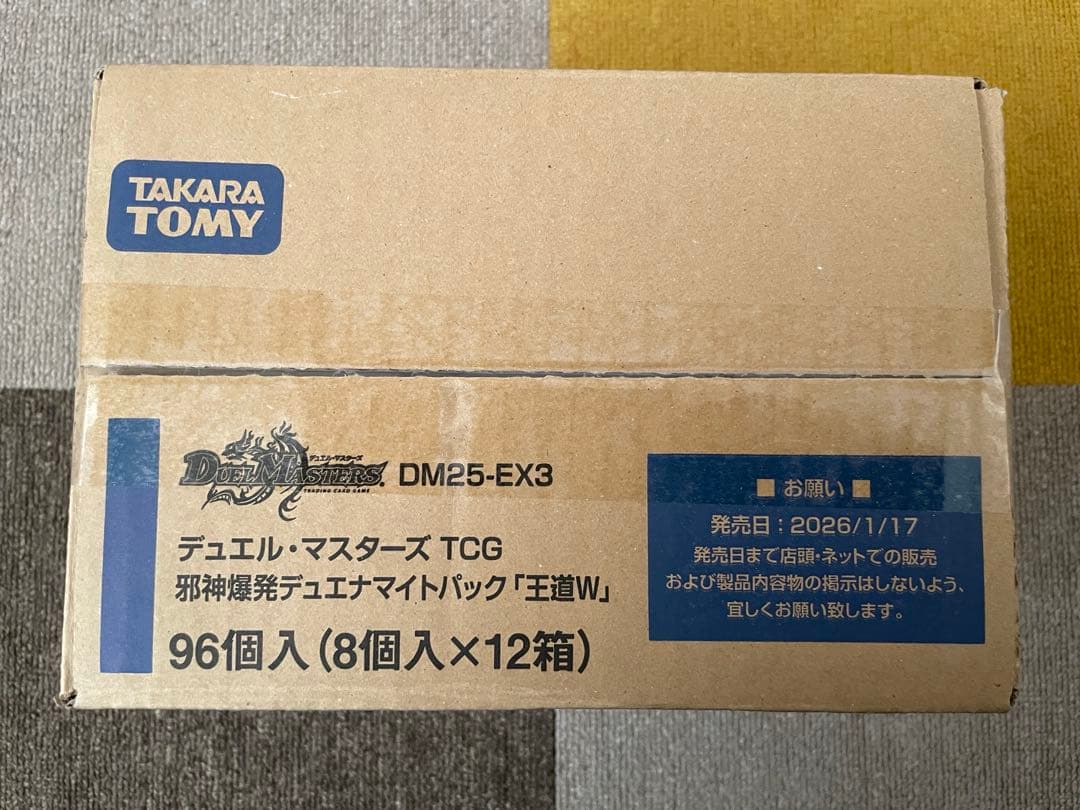 TAKARA
TOMY
デュエル・マスターズ
DUEL MASTERS
TRADING CARD GAME
DM25-EX3
デュエル・マスターズ TCG
邪神爆発デュエナマイトパック「王道W」
96個入(8個入×12箱)
■ お願い ■
発売日:2026/1/17
発売日まで店頭・ネットでの販売
および製品内容物の掲示はしないよう、
宜しくお願い致します。